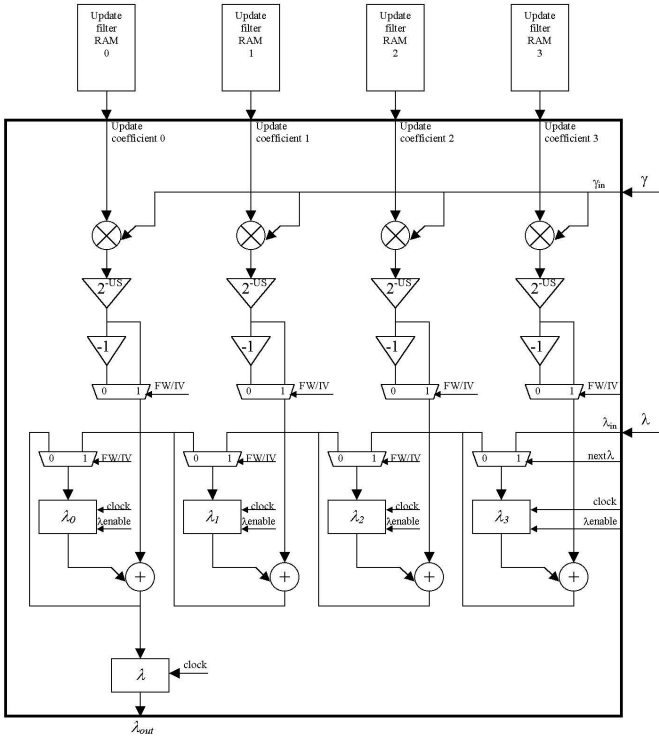 Update
filter
RAM
0
Update
filter
RAM
1
Update
filter
RAM
2
Update
filter
RAM
3
Update
coefficient 0
Update
coefficient 1
Update
coefficient 2
Update
coefficient 3
γin
γ
2-US
2-US
2-US
2-US
-1
-1
-1
-1
0 1
FW/IV
0 1
FW/IV
0 1
FW/IV
0 1
FW/IV
λin
λ
0 1
FW/IV
0 1
FW/IV
0 1
FW/IV
0 1
nextλ
λ0
clock
λenable
λ1
clock
λenable
λ2
clock
λenable
λ3
clock
λenable
+
+
+
+
λ
clock
λout